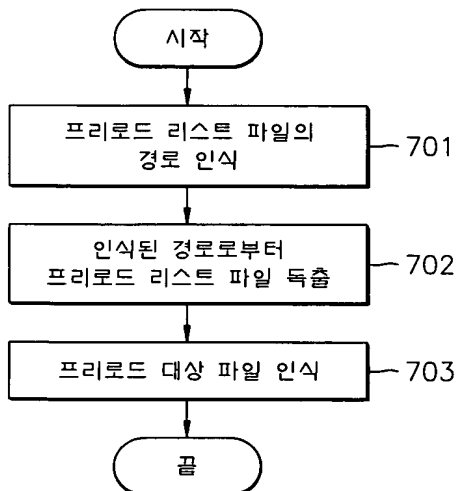 시작
프리로드 리스트 파일의
경로 인식
701
인식된 경로로부터
프리로드 리스트 파일 독출
702
프리로드 대상 파일 인식
703
끝